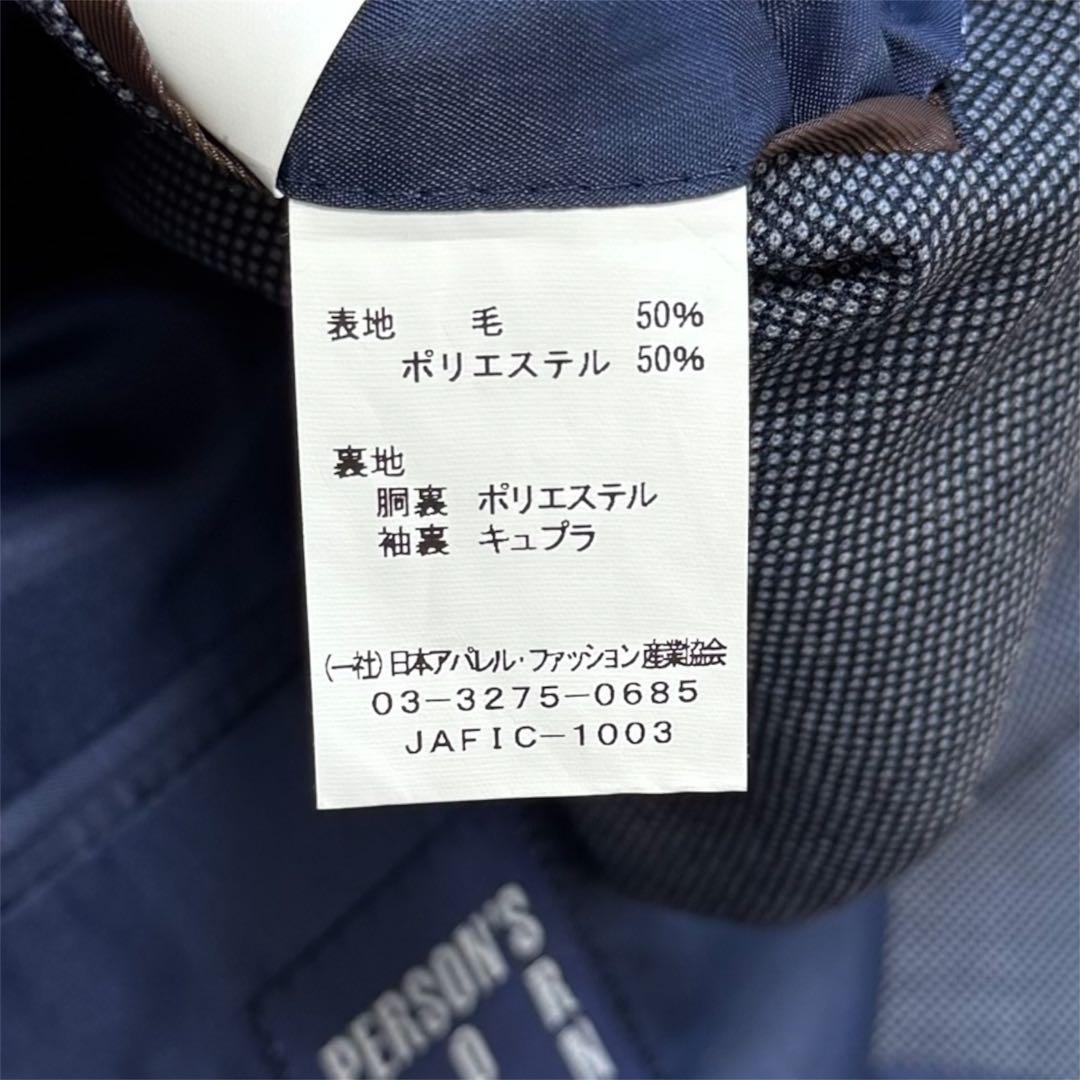 表地 毛 50%
ポリエステル 50%
裏地
胴裏 ポリエステル
袖裏 キュプラ
(一社)日本アパレル・ファッション産業協会
03-3275-0685
JAFIC-1003
PERSON'S